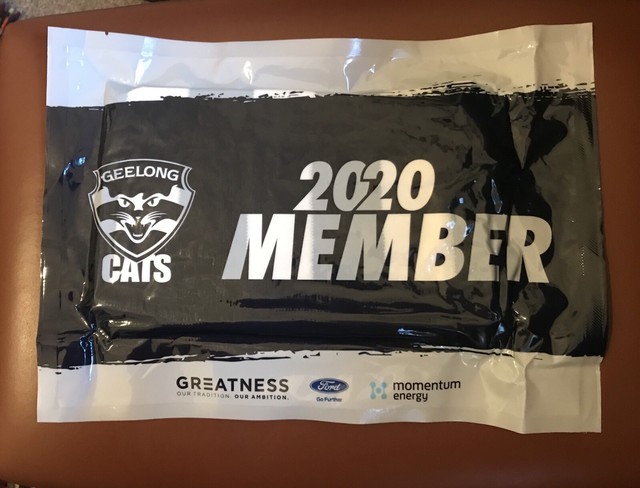 GEELONG
CATS
2020
MEMBER
GREATNESS
OUR TRADITION. OUR AMBITION.
Ford
Go Further
momentum
energy